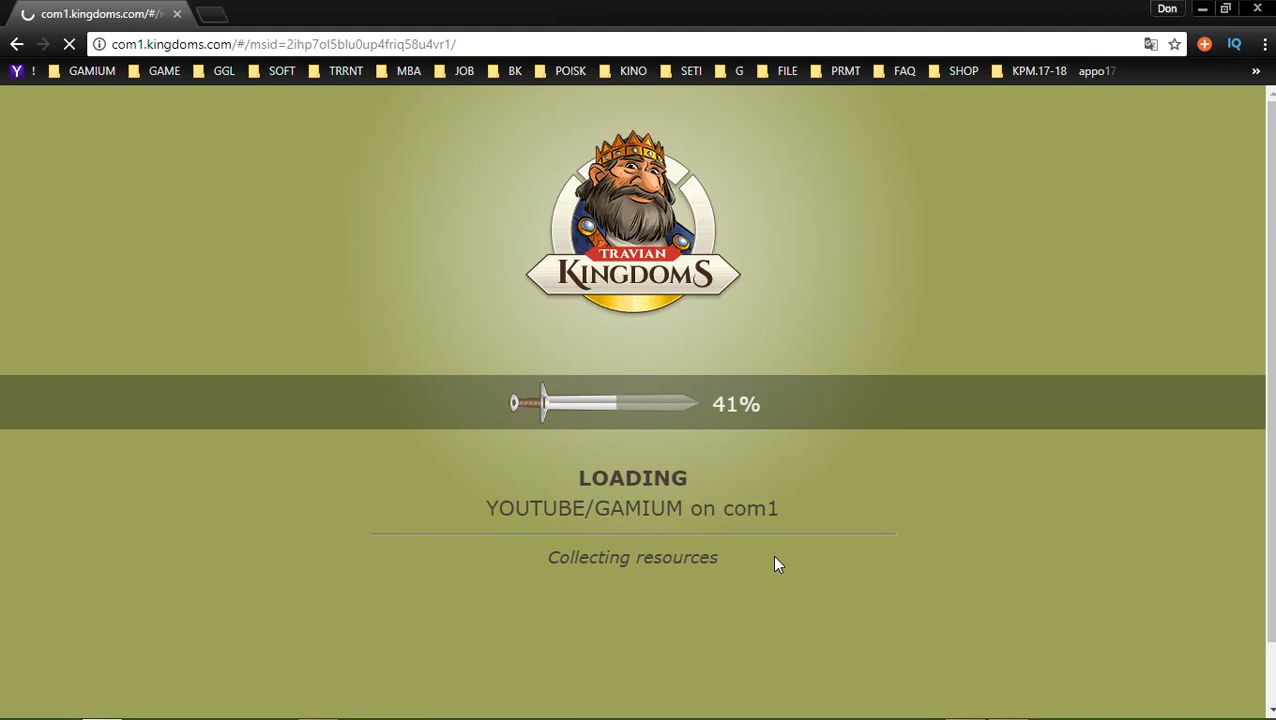 com1.kingdoms.com/#/
Don
com1.kingdoms.com/#/msid=2ihp7ol5blu0up4friq58u4vr1/
Y ! GAMIUM GAME GGL SOFT TRRNT MBA JOB BK POISK KINO SETI G FILE PRMT FAQ SHOP KPM.17-18 appo17 »
IQ
TRAVIAN
KINGDOMS
41%
LOADING
YOUTUBE/GAMIUM on com1
Collecting resources